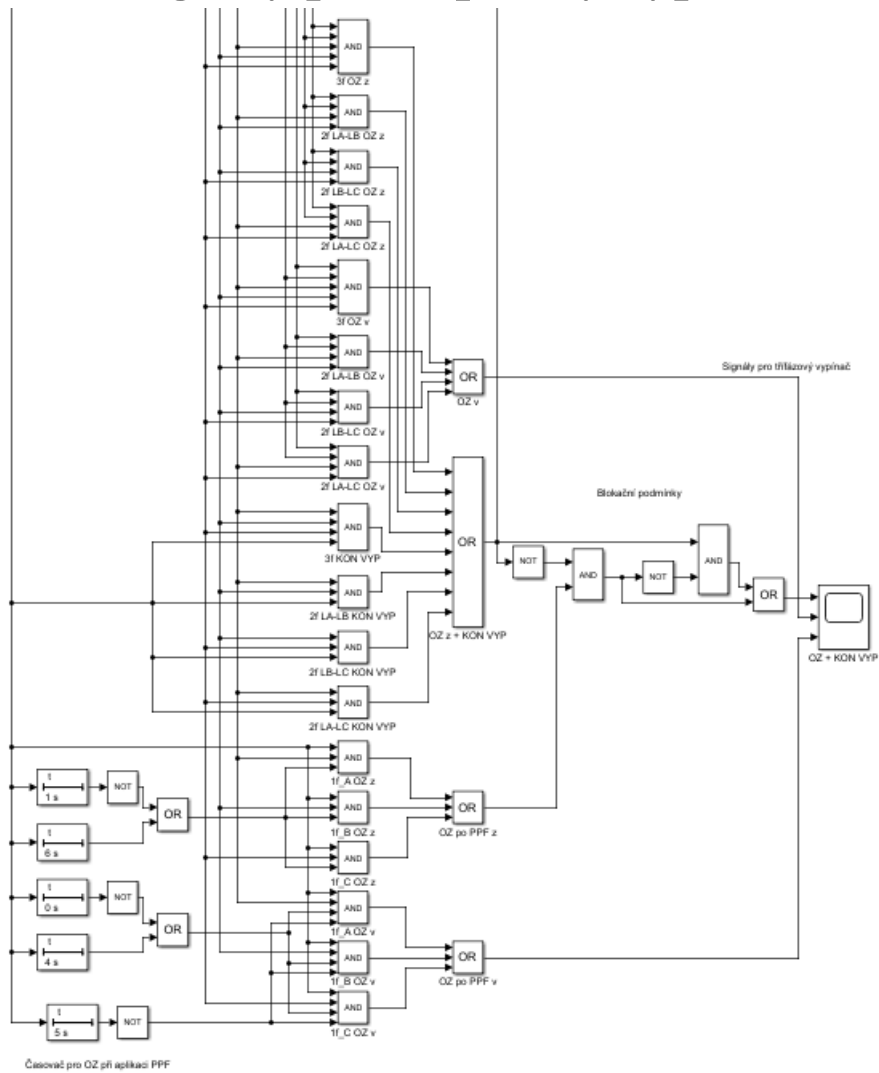 AND
3f OZ z
AND
2f LA-LB OZ z
AND
2f LB-LC OZ z
AND
2f LA-LC OZ z
AND
3f OZ v
AND
2f LA-LB OZ v
OR
OZ v
Signály pro třífázový vypínač
AND
2f LB-LC OZ v
AND
2f LA-LC OZ v
Blokační podmínky
AND
3f KON VYP
OR
NOT
AND
NOT
AND
OR
AND
2f LA-LB KON VYP
OZ z + KON VYP
AND
2f LB-LC KON VYP
OZ + KON VYP
AND
2f LA-LC KON VYP
AND
1f_A OZ z
t
1 s
NOT
OR
AND
1f_B OZ z
OR
OZ po PPF z
t
6 s
AND
1f_C OZ z
t
0 s
NOT
OR
AND
1f_A OZ v
t
4 s
AND
1f_B OZ v
OR
OZ po PPF v
t
5 s
NOT
AND
1f_C OZ v
Časovač pro OZ při aplikaci PPF